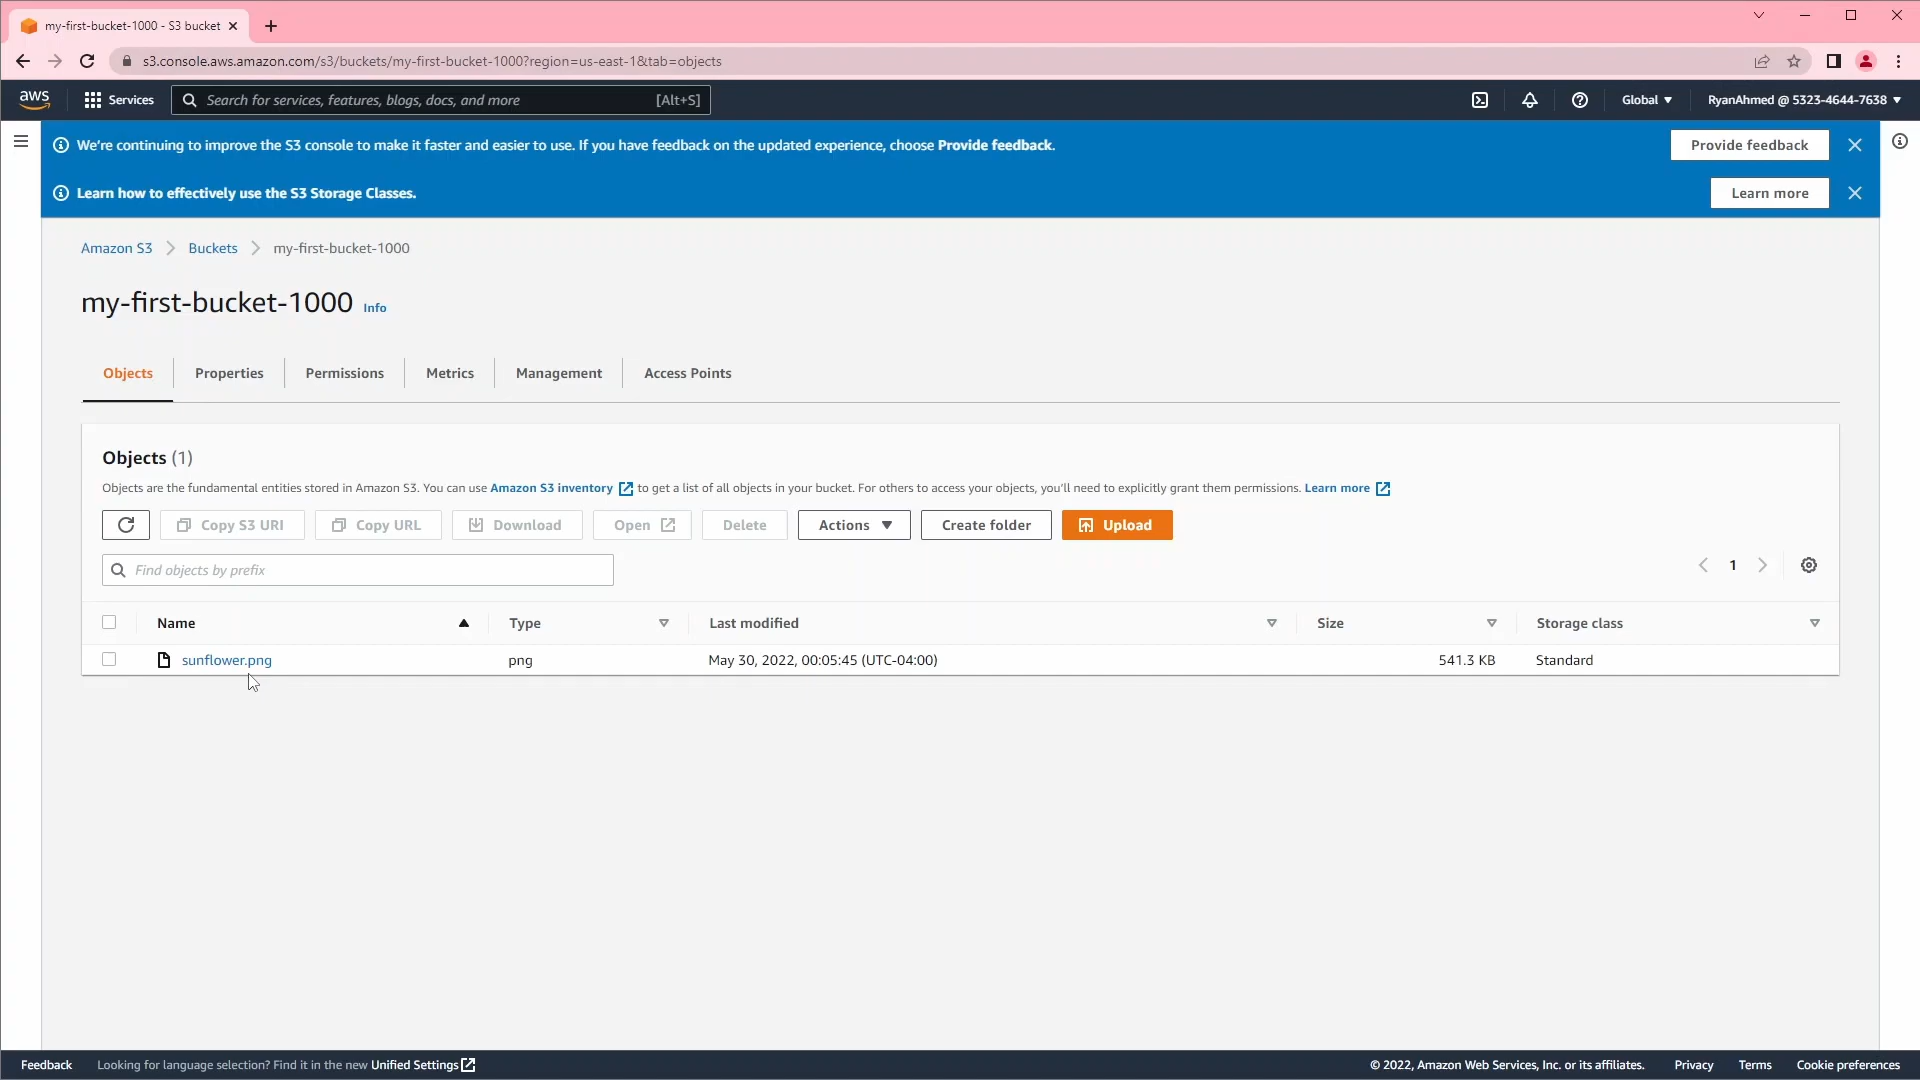 my-first-bucket-1000 - S3 bucket
s3.console.aws.amazon.com/s3/buckets/my-first-bucket-1000?region=us-east-1&tab=objects
aws Services Search for services, features, blogs, docs, and more [Alt+S] Global RyanAhmed @ 5323-4644-7638
We're continuing to improve the S3 console to make it faster and easier to use. If you have feedback on the updated experience, choose Provide feedback. Provide feedback
Learn how to effectively use the S3 Storage Classes. Learn more
Amazon S3 Buckets my-first-bucket-1000
my-first-bucket-1000 Info
Objects Properties Permissions Metrics Management Access Points
Objects (1)
Objects are the fundamental entities stored in Amazon S3. You can use Amazon S3 inventory to get a list of all objects in your bucket. For others to access your objects, you'll need to explicitly grant them permissions. Learn more
Copy S3 URI Copy URL Download Open Delete Actions Create folder Upload
Find objects by prefix 1
Name Type Last modified Size Storage class
sunflower.png png May 30, 2022, 00:05:45 (UTC-04:00) 541.3 KB Standard
Feedback Looking for language selection? Find it in the new Unified Settings © 2022, Amazon Web Services, Inc. or its affiliates. Privacy Terms Cookie preferences